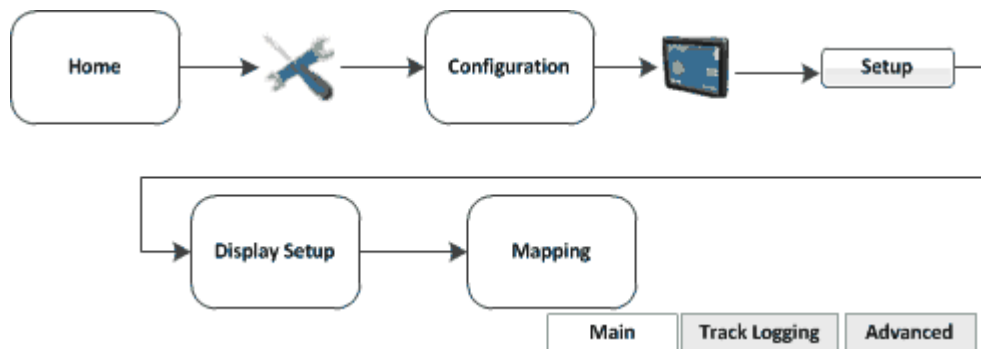 Home
Configuration
Setup
Display Setup
Mapping
Main
Track Logging
Advanced